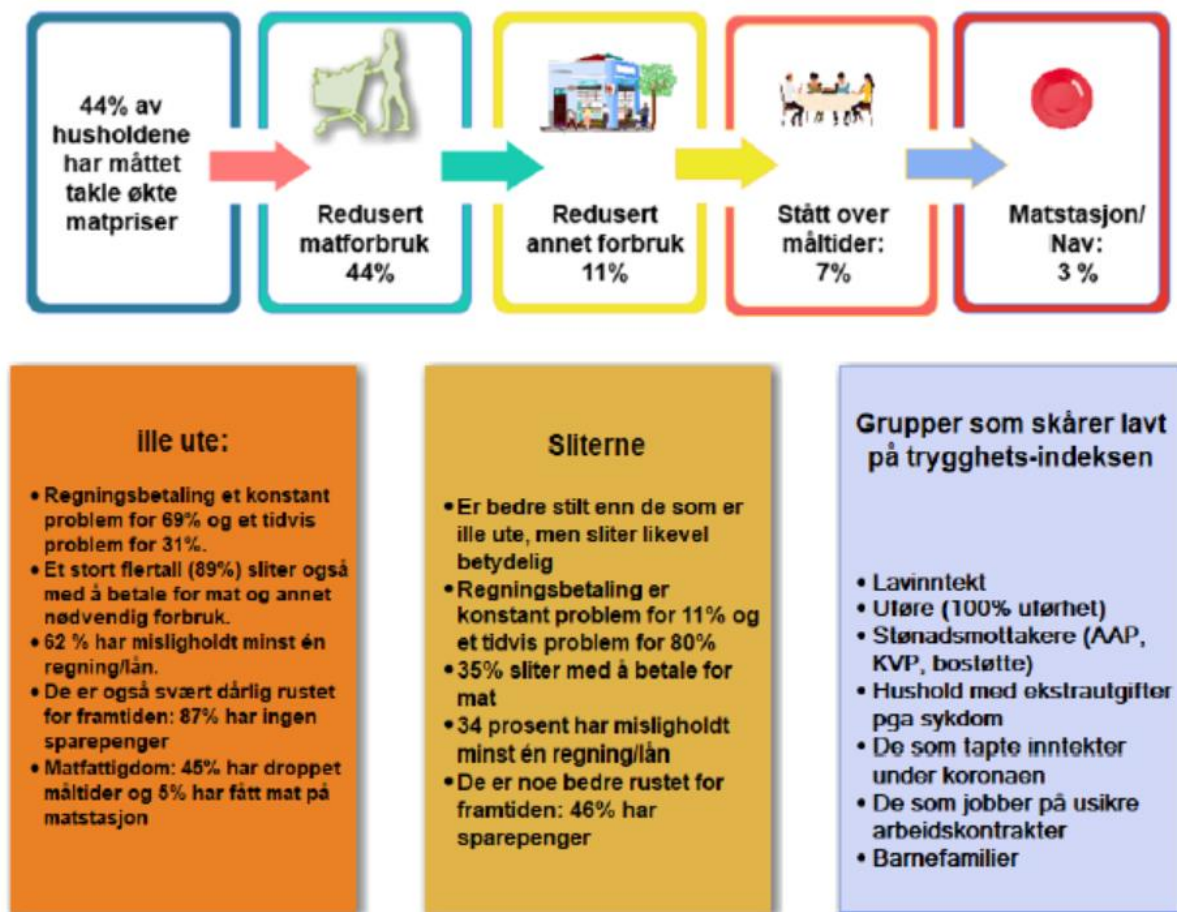 44% av
husholdene
har måttet
takle økte
matpriser
Redusert
matforbruk
44%
Redusert
annet forbruk
11%
Stått over
måltider:
7%
Matstasjon/
Nav:
3 %
ille ute:
• Regningsbetaling et konstant
problem for 69% og et tidvis
problem for 31%.
• Et stort flertall (89%) sliter også
med å betale for mat og annet
nødvendig forbruk.
• 62 % har misligholdt minst én
regning/lån.
• De er også svært dårlig rustet
for framtiden: 87% har ingen
sparepenger
• Matfattigdom: 45% har droppet
måltider og 5% har fått mat på
matstasjon
Sliterne
• Er bedre stilt enn de som er
ille ute, men sliter likevel
betydelig
• Regningsbetaling er
konstant problem for 11% og
et tidvis problem for 80%
• 35% sliter med å betale for
mat
• 34 prosent har misligholdt
minst én regning/lån
• De er noe bedre rustet for
framtiden: 46% har
sparepenger
Grupper som skårer lavt
på trygghets-indeksen
• Lavinntekt
• Uføre (100% uførhet)
• Stønadsmottakere (AAP,
KVP, bostøtte)
• Hushold med ekstrautgifter
pga sykdom
• De som tapte inntekter
under koronaen
• De som jobber på usikre
arbeidskontrakter
• Barnefamilier